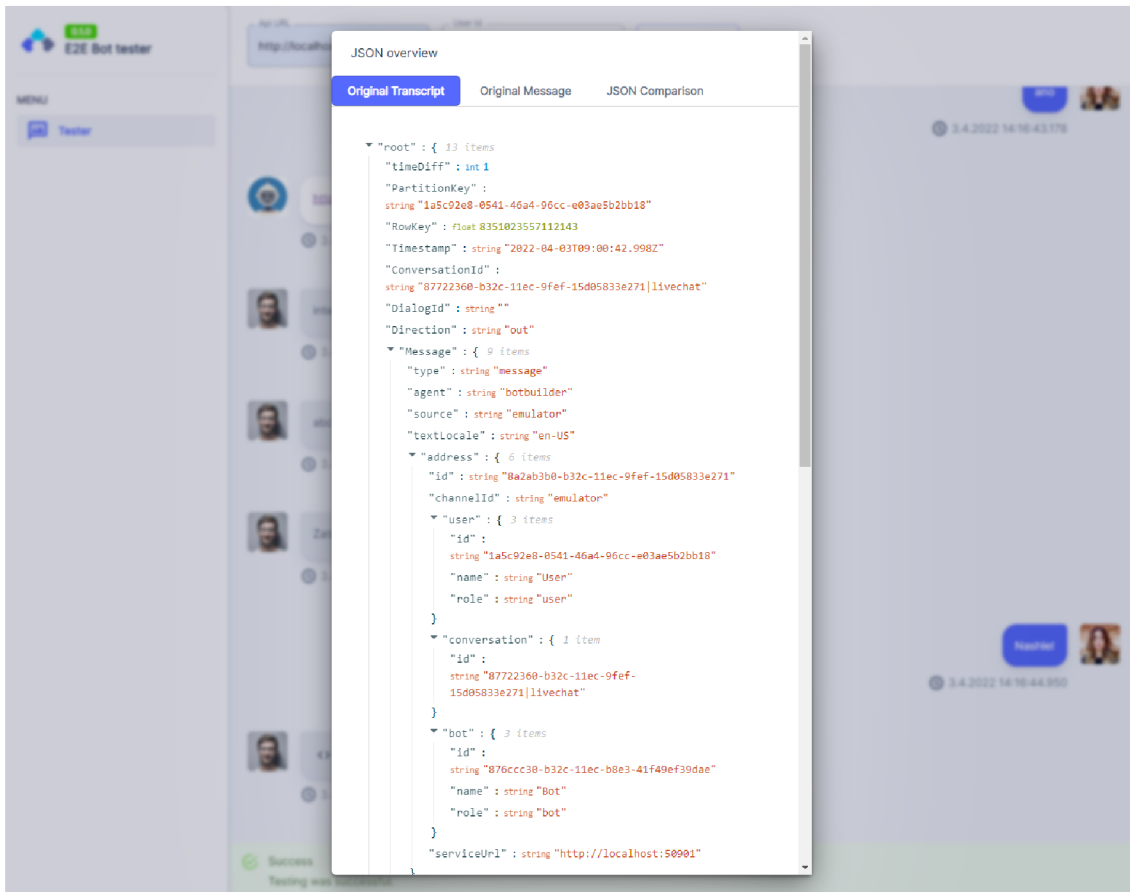 0.5.0
E2E Bot tester
MENU
Tester
Api URL
User Id
http://localho
ano
3.4.2022 14:16:43.178
JSON overview
Original Transcript
Original Message
JSON Comparison
"root" : { 13 items
"timeDiff" : int 1
"PartitionKey" :
string "1a5c92e8-0541-46a4-96cc-e03ae5b2bb18"
"RowKey" : float 8351023557112143
"Timestamp" : string "2022-04-03T09:00:42.998Z"
"ConversationId" :
string "87722360-b32c-11ec-9fef-15d05833e271|livechat"
"DialogId" : string ""
"Direction" : string "out"
"Message" : { 9 items
"type" : string "message"
"agent" : string "botbuilder"
"source" : string "emulator"
"textLocale" : string "en-US"
"address" : { 6 items
"id" : string "8a2ab3b0-b32c-11ec-9fef-15d05833e271"
"channelId" : string "emulator"
"user" : { 3 items
"id" :
string "1a5c92e8-0541-46a4-96cc-e03ae5b2bb18"
"name" : string "User"
"role" : string "user"
}
"conversation" : { 1 item
"id" :
string "87722360-b32c-11ec-9fef-
15d05833e271|livechat"
}
"bot" : { 3 items
"id" :
string "876ccc30-b32c-11ec-b8e3-41f49ef39dae"
"name" : string "Bot"
"role" : string "bot"
}
"serviceUrl" : string "http://localhost:50901"
}
3.4.2022 14:16:44.950
Success
Testing was successful.